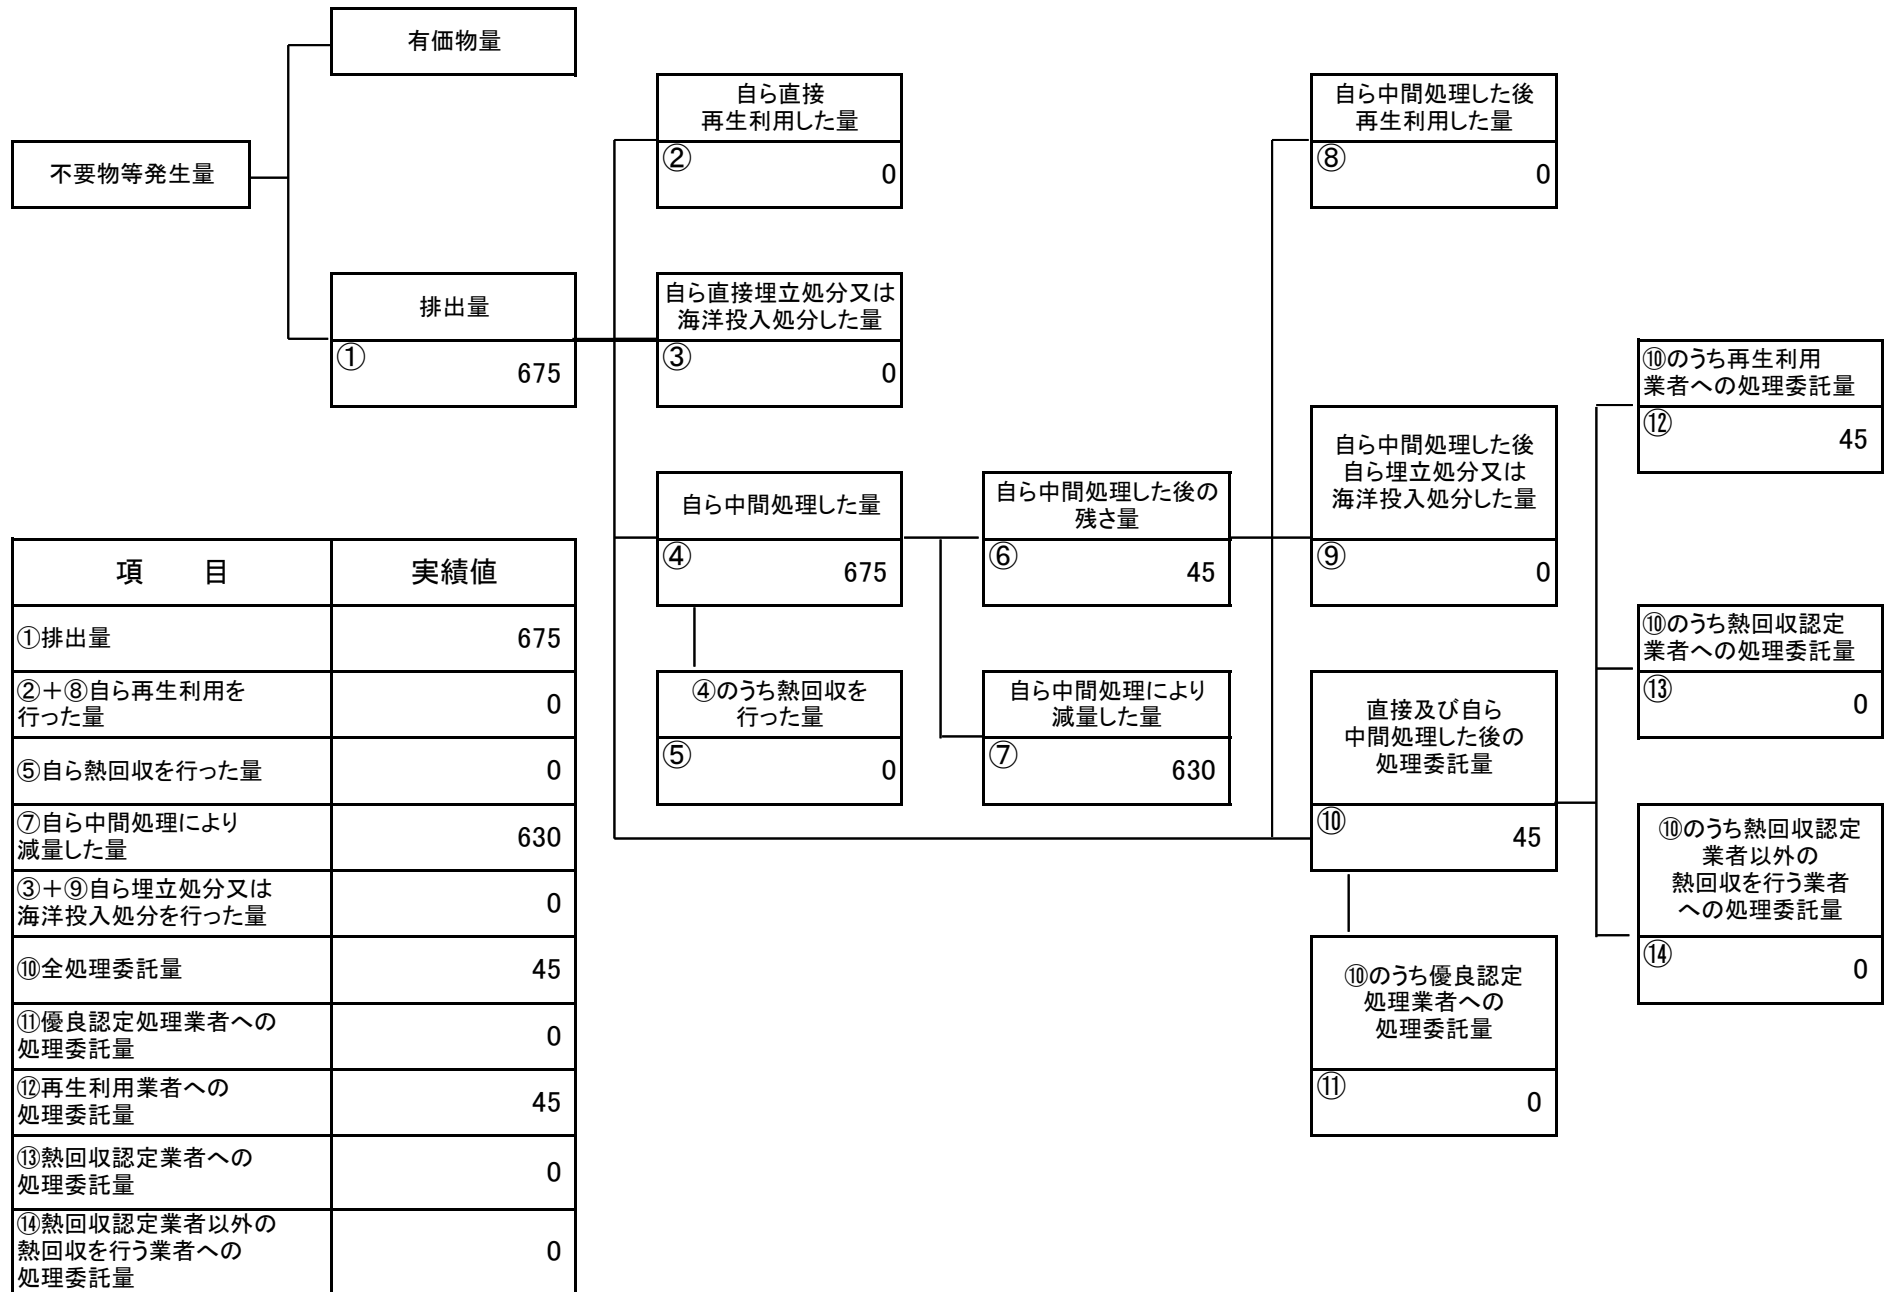 有価物量
不要物等発生量
排出量
①
675
自ら直接
再生利用した量
②
0
自ら直接埋立処分又は
海洋投入処分した量
③
0
自ら中間処理した量
④
675
④のうち熱回収を
行った量
⑤
0
自ら中間処理した後の
残さ量
⑥
45
自ら中間処理により
減量した量
⑦
630
自ら中間処理した後
再生利用した量
⑧
0
自ら中間処理した後
自ら埋立処分又は
海洋投入処分した量
⑨
0
直接及び自ら
中間処理した後の
処理委託量
⑩
45
⑩のうち優良認定
処理業者への
処理委託量
⑪
0
⑩のうち再生利用
業者への処理委託量
⑫
45
⑩のうち熱回収認定
業者への処理委託量
⑬
0
⑩のうち熱回収認定
業者以外の
熱回収を行う業者
への処理委託量
⑭
0
項　　目 実績値
①排出量 675
②＋⑧自ら再生利用を
行った量 0
⑤自ら熱回収を行った量 0
⑦自ら中間処理により
減量した量 630
③＋⑨自ら埋立処分又は
海洋投入処分を行った量 0
⑩全処理委託量 45
⑪優良認定処理業者への
処理委託量 0
⑫再生利用業者への
処理委託量 45
⑬熱回収認定業者への
処理委託量 0
⑭熱回収認定業者以外の
熱回収を行う業者への 0
処理委託量